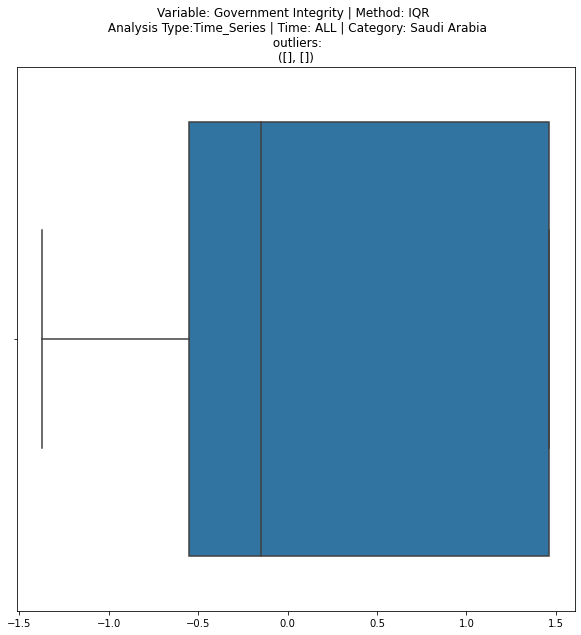 Variable: Government Integrity | Method: IQR
Analysis Type:Time_Series | Time: ALL | Category: Saudi Arabia
outliers:
([], [])
−1.5 −1.0 −0.5 0.0 0.5 1.0 1.5